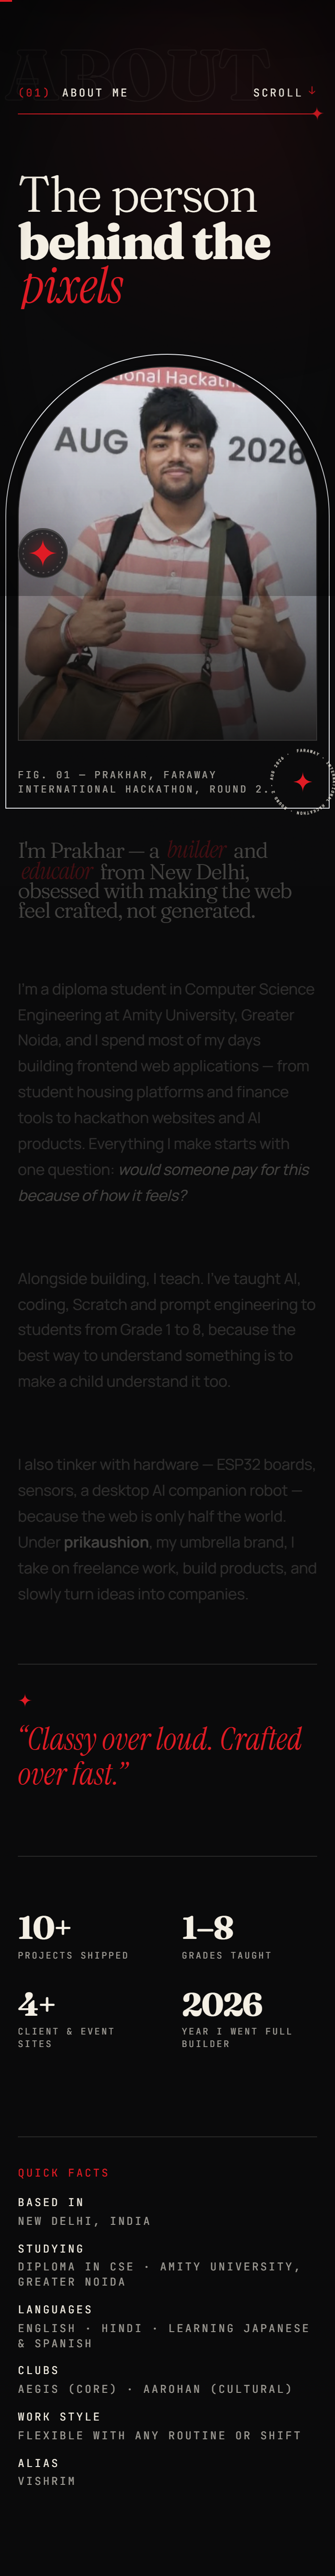 ABOUT
(01) ABOUT ME
SCROLL ↓
The person
behind the
pixels
ional Hackath
AUG 2026
FIG. 01 — PRAKHAR, FARAWAY
INTERNATIONAL HACKATHON, ROUND 2.
I'm Prakhar — a builder and
educator from New Delhi,
obsessed with making the web
feel crafted, not generated.
I'm a diploma student in Computer Science
Engineering at Amity University, Greater
Noida, and I spend most of my days
building frontend web applications — from
student housing platforms and finance
tools to hackathon websites and AI
products. Everything I make starts with
one question: would someone pay for this
because of how it feels?
Alongside building, I teach. I've taught AI,
coding, Scratch and prompt engineering to
students from Grade 1 to 8, because the
best way to understand something is to
make a child understand it too.
I also tinker with hardware — ESP32 boards,
sensors, a desktop AI companion robot —
because the web is only half the world.
Under prikaushion, my umbrella brand, I
take on freelance work, build products, and
slowly turn ideas into companies.
“Classy over loud. Crafted
over fast.”
10+
PROJECTS SHIPPED
1–8
GRADES TAUGHT
4+
CLIENT & EVENT
SITES
2026
YEAR I WENT FULL
BUILDER
QUICK FACTS
BASED IN
NEW DELHI, INDIA
STUDYING
DIPLOMA IN CSE · AMITY UNIVERSITY,
GREATER NOIDA
LANGUAGES
ENGLISH · HINDI · LEARNING JAPANESE
& SPANISH
CLUBS
AEGIS (CORE) · AAROHAN (CULTURAL)
WORK STYLE
FLEXIBLE WITH ANY ROUTINE OR SHIFT
ALIAS
VISHRIM